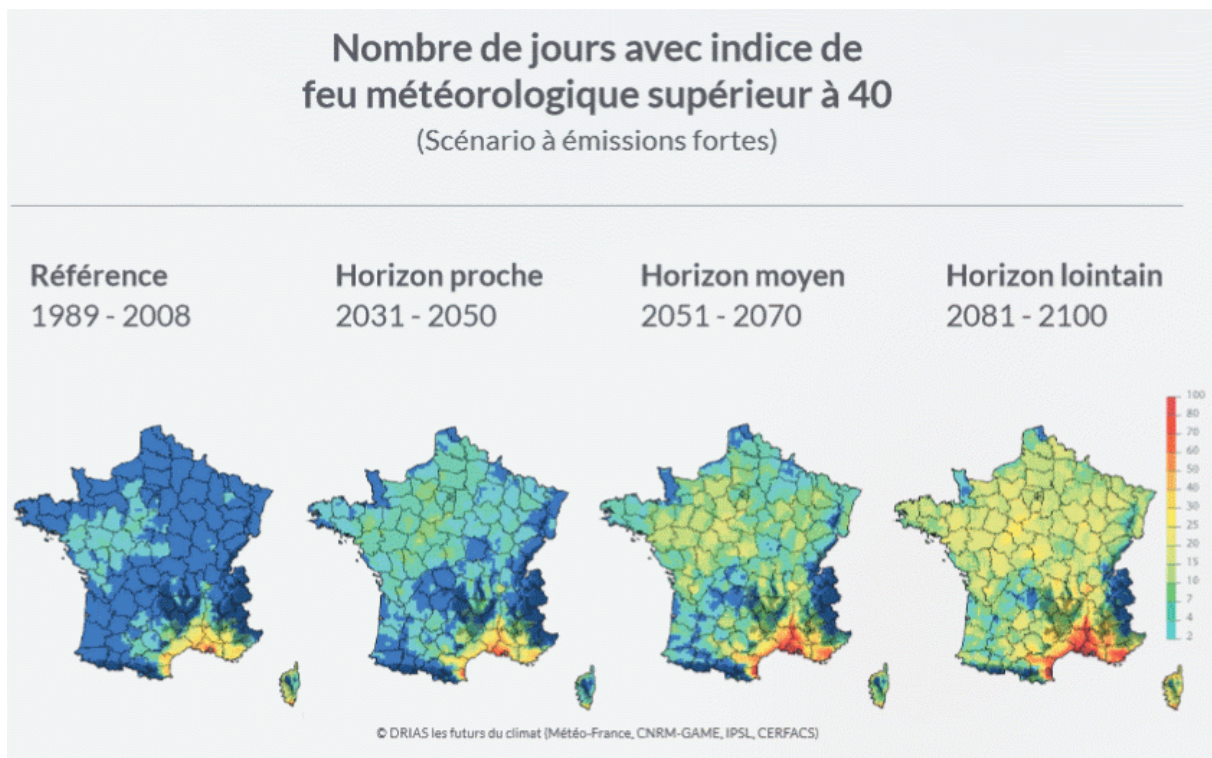 Nombre de jours avec indice de
feu météorologique supérieur à 40
(Scénario à émissions fortes)
Référence
1989 - 2008
Horizon proche
2031 - 2050
Horizon moyen
2051 - 2070
Horizon lointain
2081 - 2100
100
80
70
60
50
40
30
25
20
15
10
7
4
2
© DRIAS les futurs du climat (Météo-France, CNRM-GAME, IPSL, CERFACS)